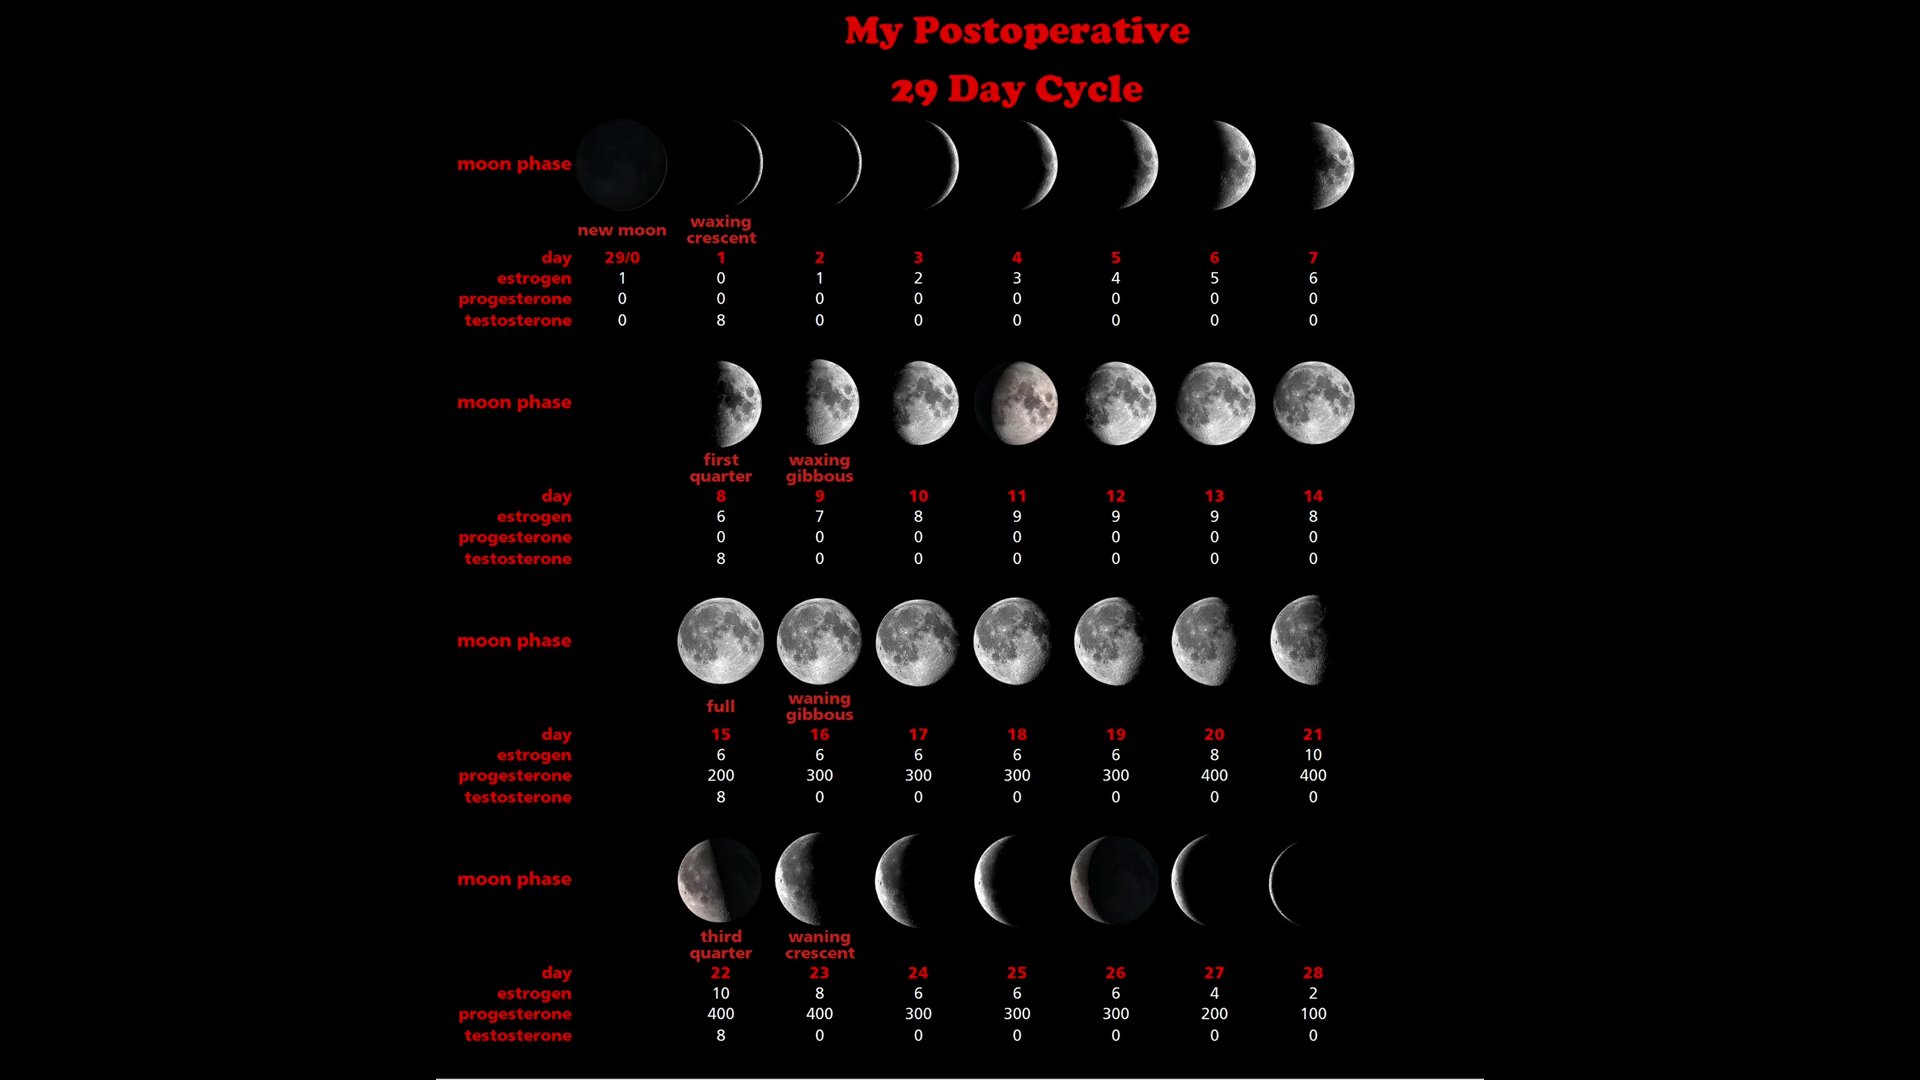 My Postoperative
29 Day Cycle
moon phase
new moon waxing crescent
day 29/0 1 2 3 4 5 6 7
estrogen 1 0 1 2 3 4 5 6
progesterone 0 0 0 0 0 0 0 0
testosterone 0 8 0 0 0 0 0 0
moon phase
first quarter waxing gibbous
day 8 9 10 11 12 13 14
estrogen 6 7 8 9 9 9 8
progesterone 0 0 0 0 0 0 0
testosterone 8 0 0 0 0 0 0
moon phase
full waning gibbous
day 15 16 17 18 19 20 21
estrogen 6 6 6 6 6 8 10
progesterone 200 300 300 300 300 400 400
testosterone 8 0 0 0 0 0 0
moon phase
third quarter waning crescent
day 22 23 24 25 26 27 28
estrogen 10 8 6 6 6 4 2
progesterone 400 400 300 300 300 200 100
testosterone 8 0 0 0 0 0 0